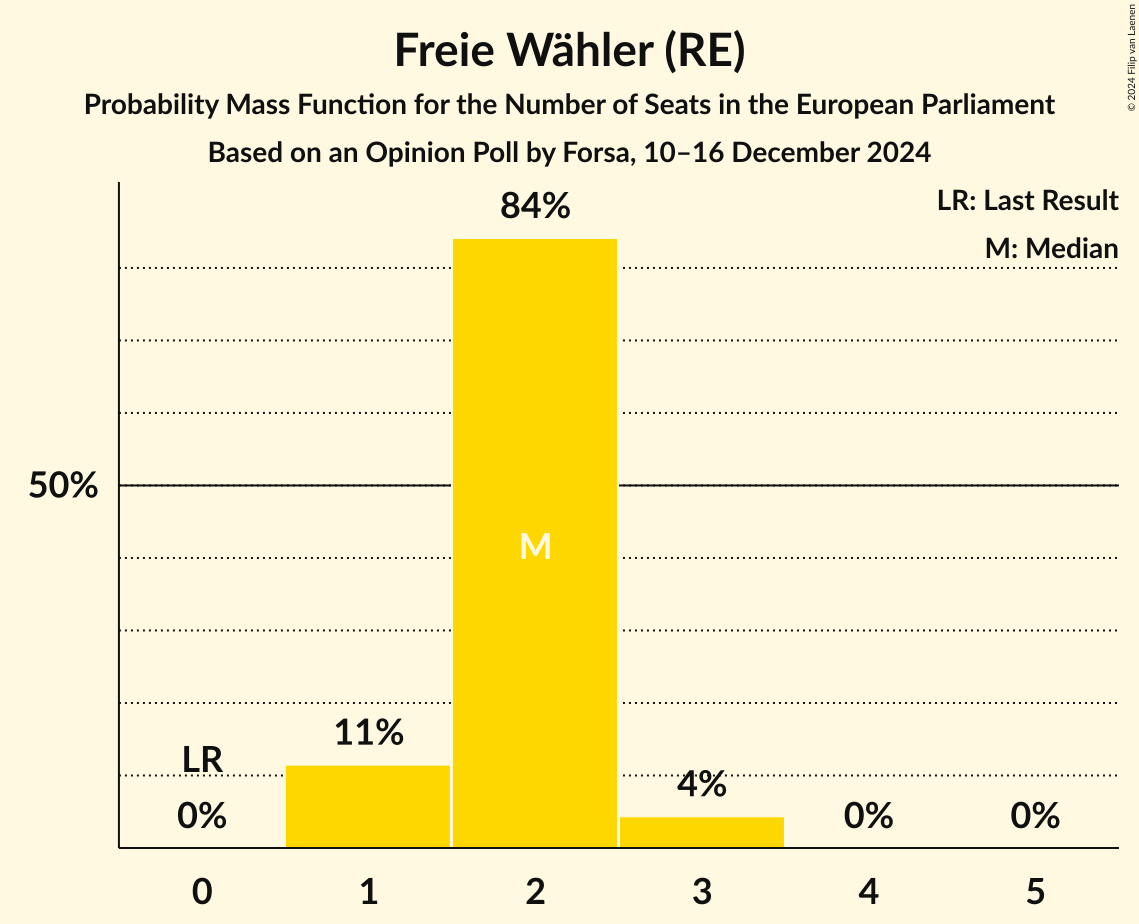 Freie Wähler (RE)
Probability Mass Function for the Number of Seats in the European Parliament
Based on an Opinion Poll by Forsa, 10–16 December 2024
© 2024 Filip van Laenen
LR: Last Result
M: Median
84%
50%
M
11%
LR
4%
0%
0%
0%
0 1 2 3 4 5